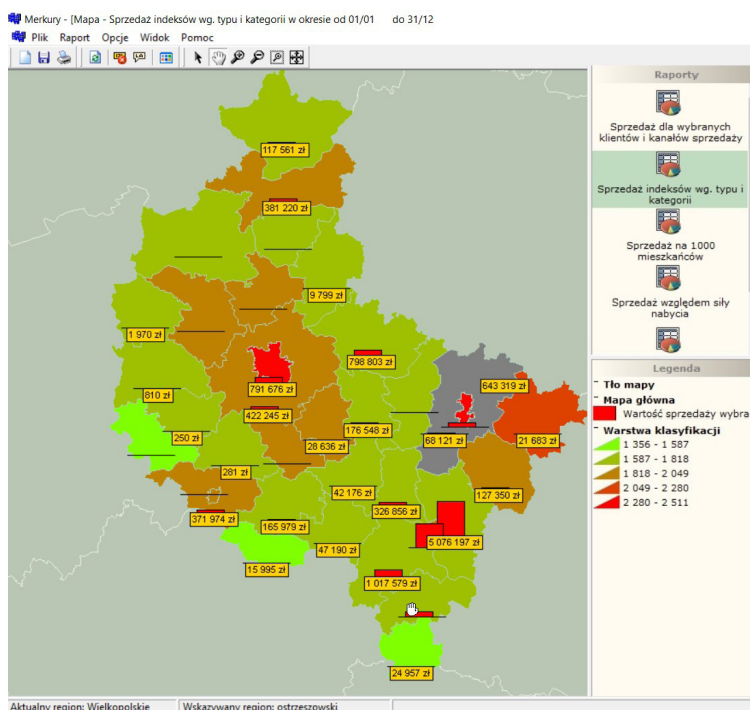 Merkury - [Mapa - Sprzedaż indeksów wg. typu i kategorii w okresie od 01/01 do 31/12
Plik Raport Opcje Widok Pomoc
Raporty
Sprzedaż dla wybranych
klientów i kanałów sprzedaży
Sprzedaż indeksów wg. typu i
kategorii
Sprzedaż na 1000
mieszkańców
Sprzedaż względem siły
nabycia
Legenda
Tło mapy
Mapa główna
Wartość sprzedaży wybra
Warstwa klasyfikacji
1 356 - 1 587
1 587 - 1 818
1 818 - 2 049
2 049 - 2 280
2 280 - 2 511
117 561 zł
381 220 zł
9 799 zł
1 970 zł
798 803 zł
643 319 zł
791 676 zł
810 zł
422 245 zł
176 548 zł
250 zł
68 121 zł
21 683 zł
28 636 zł
281 zł
42 176 zł
127 350 zł
326 856 zł
371 974 zł
165 979 zł
5 076 197 zł
47 190 zł
15 995 zł
1 017 579 zł
24 957 zł
Aktualny region: Wielkopolskie
Wskazywany region: ostrzeszowski